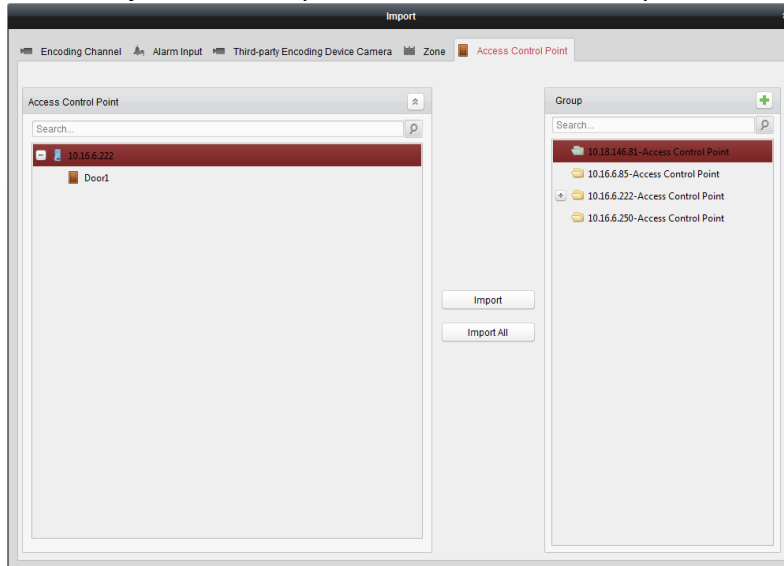 Import
Encoding Channel Alarm Input Third-party Encoding Device Camera Zone Access Control Point
Access Control Point
Search...
10.16.6.222
Door1
Import
Import All
Group
Search...
10.18.146.81-Access Control Point
10.16.6.85-Access Control Point
10.16.6.222-Access Control Point
10.16.6.250-Access Control Point